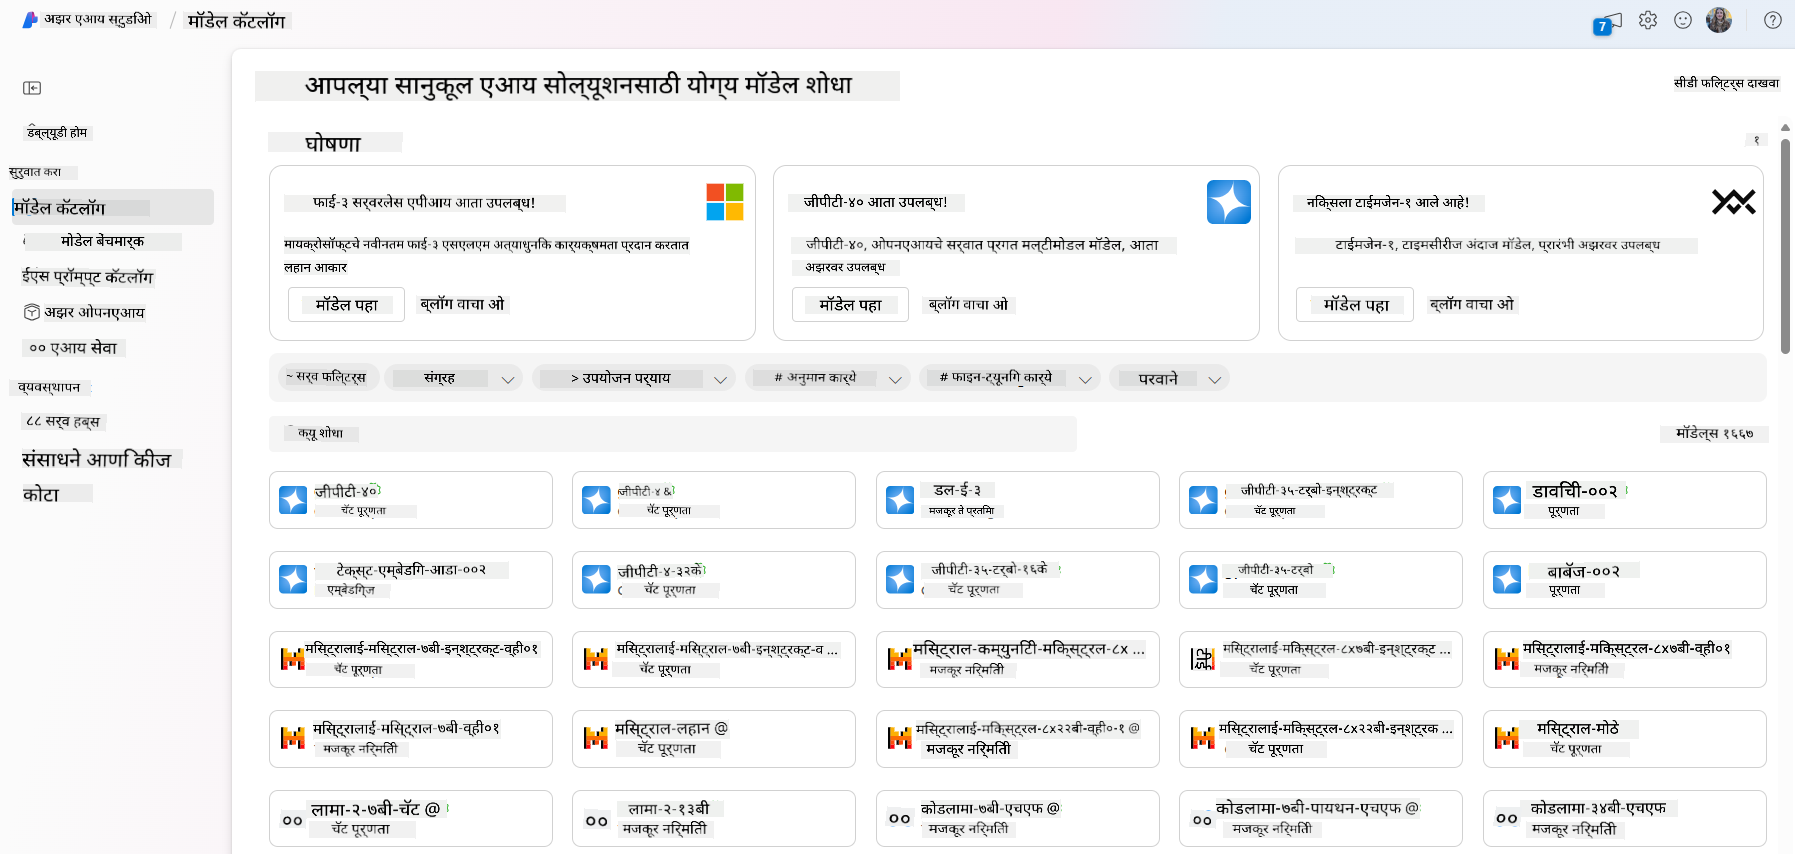 अझर एआय स्टुडिओ / मॉडेल कॅटलॉग
7
आपल्या सानुकूल एआय सोल्यूशनसाठी योग्य मॉडेल शोधा
सीडी फिल्टर्स दाखवा
डब्ल्यूडी होम
सुरुवात करा
मॉडेल कॅटलॉग
मोडेल बेंचमार्क
ईएस प्रॉम्प्ट कॅटलॉग
अझर ओपनएआय
०० एआय सेवा
व्यवस्थापन
८८ सर्व हब्स
संसाधने आणि कीज
कोटा
घोषणा
१
फाई-३ सर्वरलेस एपीआय आता उपलब्ध!
मायक्रोसॉफ्टचे नवीनतम फाई-३ एसएलएम अत्याधुनिक कार्यक्षमता प्रदान करतात
लहान आकार
मॉडेल पहा
ब्लॉग वाचा ओ
जीपीटी-४० आता उपलब्ध!
जीपीटी-४०, ओपनएआयचे सर्वात प्रगत मल्टीमोडल मॉडेल, आता
अझरवर उपलब्ध
मॉडेल पहा
ब्लॉग वाचा ओ
निक्सिला टाईमजेन-१ आले आहे!
टाईमजेन-१, टाइमसीरीज अंदाज मॉडेल, प्रारंभी अझरवर उपलब्ध
मॉडेल पहा
ब्लॉग वाचा ओ
~ सर्व फिल्टर्स
संग्रह
> उपयोजन पर्याय
# अनुमान कार्ये
# फाइन-ट्यूनिंग कार्ये
परवाने
क्यू शोधा
मॉडेल्स १६६७
जीपीटी-४०
चॅट पूर्णता
जीपीटी-४ &
चॅट पूर्णता
डल-ई-३
मजकूर ते प्रतिमा
जीपीटी-३५-टर्बो-इन्श्ट्रक्ट
चॅट पूर्णता
डाविंची-००२
पूर्णता
टेक्स्ट-एम्बेडिंग-आडा-००२
एम्बेडिंग्ज
जीपीटी-४-३२के
चॅट पूर्णता
जीपीटी-३५-टर्बो-१६के
चॅट पूर्णता
जीपीटी-३५-टर्बो
चॅट पूर्णता
बाबॅज-००२
पूर्णता
मिस्ट्रालाई-मिस्ट्राल-७बी-इन्श्ट्रक्ट-व्ही०१
चॅट पूर्णता
मिस्ट्रालाई-मिस्ट्राल-७बी-इन्श्ट्रक्ट-व ...
चॅट पूर्णता
मिस्ट्राल-कम्युनिटी-मिक्स्ट्रल-८x ...
मजकूर निर्मिती
मिस्ट्रालाई-मिक्स्ट्रल-८x७बी-इन्श्ट्रक्ट ...
चॅट पूर्णता
मिस्ट्रालाई-मिक्स्ट्रल-८x७बी-व्ही०१
मजकूर निर्मिती
मिस्ट्रालाई-मिस्ट्राल-७बी-व्ही०१
मजकूर निर्मिती
मिस्ट्राल-लहान @
चॅट पूर्णता
मिस्ट्रालाई-मिक्स्ट्रल-८x२२बी-व्ही०-१ @
मजकूर निर्मिती
मिस्ट्रालाई-मिक्स्ट्रल-८x२२बी-इन्श्ट्रक ...
चॅट पूर्णता
मिस्ट्राल-मोठे
चॅट पूर्णता
०० लामा-२-७बी-चॅट @
चॅट पूर्णता
०० लामा-२-१३बी
मजकूर निर्मिती
०० कोडलामा-७बी-एचएफ @
मजकूर निर्मिती
०० कोडलामा-७बी-पायथन-एचएफ @
मजकूर निर्मिती
०० कोडलामा-३४बी-एचएफ
मजकूर निर्मिती